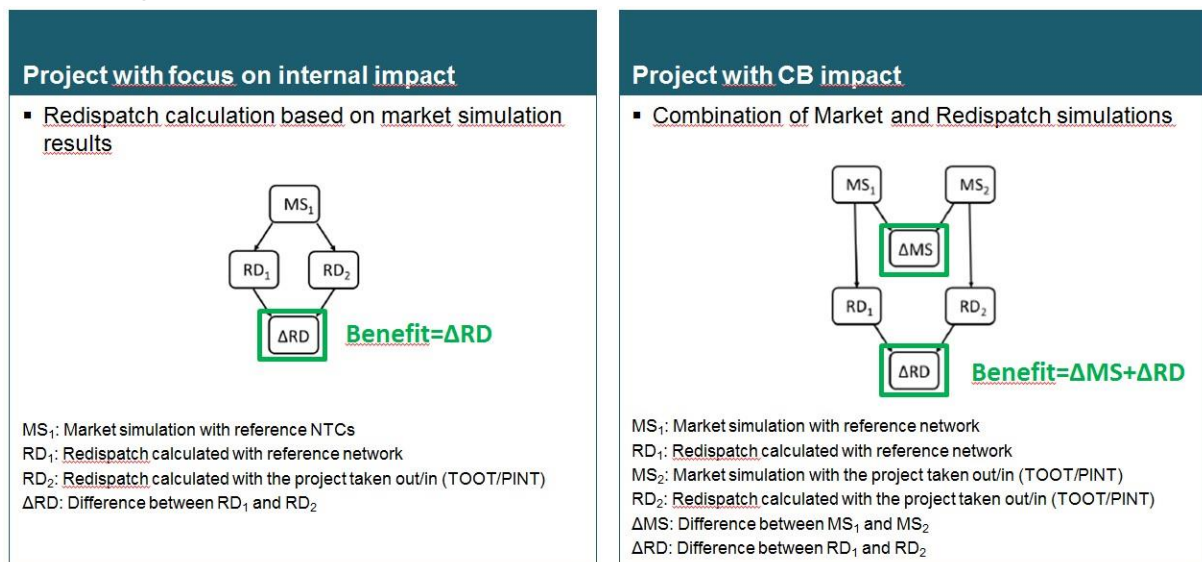 Project with focus on internal impact
▪ Redispatch calculation based on market simulation
results
MS₁
RD₁ RD₂
ΔRD Benefit=ΔRD
MS₁: Market simulation with reference NTCs
RD₁: Redispatch calculated with reference network
RD₂: Redispatch calculated with the project taken out/in (TOOT/PINT)
ΔRD: Difference between RD₁ and RD₂
Project with CB impact
▪ Combination of Market and Redispatch simulations
MS₁ MS₂
ΔMS
RD₁ RD₂
ΔRD Benefit=ΔMS+ΔRD
MS₁: Market simulation with reference network
RD₁: Redispatch calculated with reference network
MS₂: Market simulation with the project taken out/in (TOOT/PINT)
RD₂: Redispatch calculated with the project taken out/in (TOOT/PINT)
ΔMS: Difference between MS₁ and MS₂
ΔRD: Difference between RD₁ and RD₂